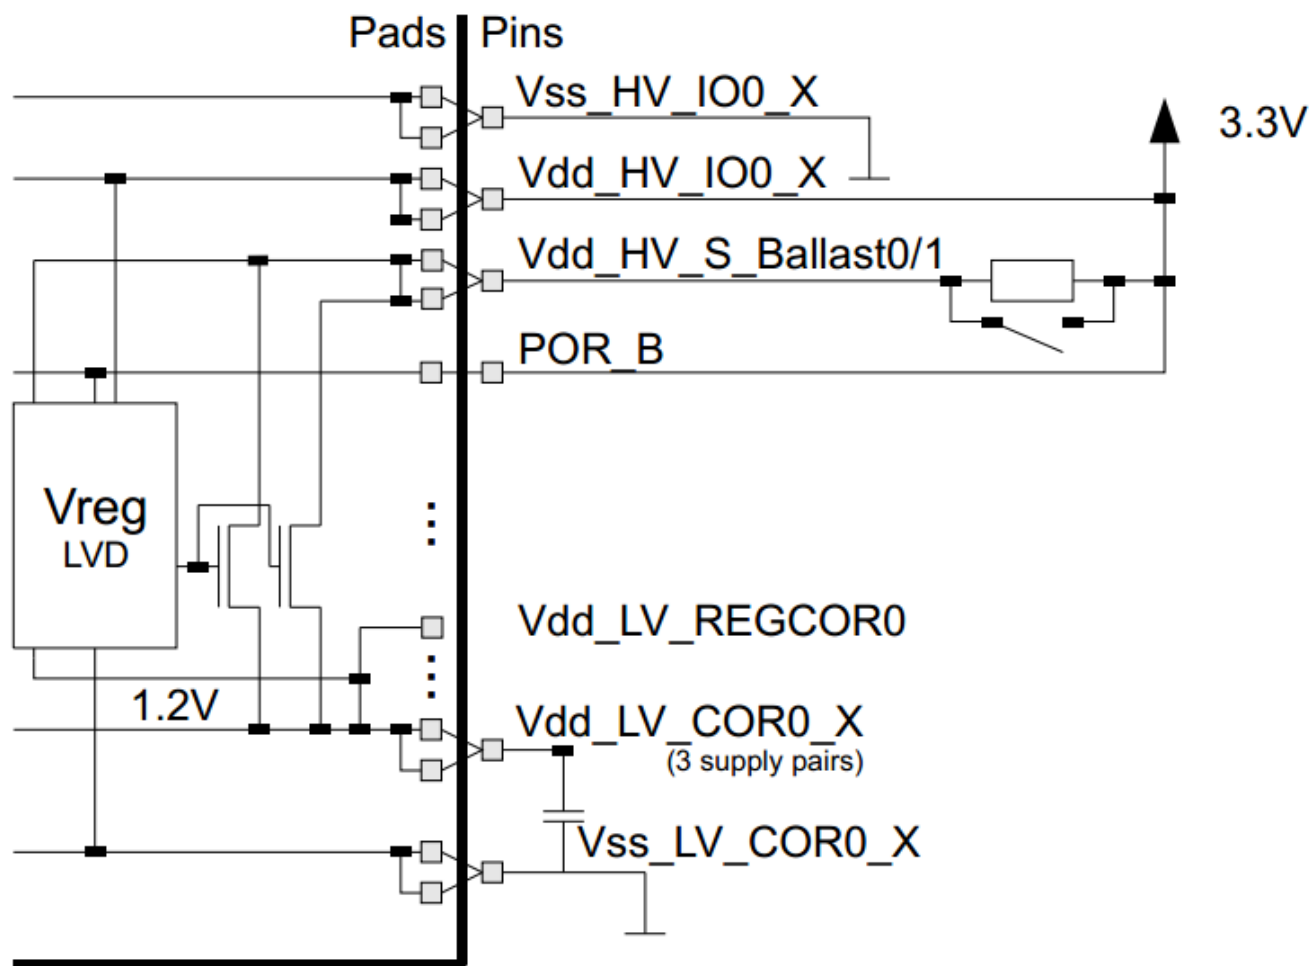 Pads
Pins
Vss_HV_IO0_X
3.3V
Vdd_HV_IO0_X
Vdd_HV_S_Ballast0/1
POR_B
Vreg
LVD
Vdd_LV_REGCOR0
1.2V
Vdd_LV_COR0_X
(3 supply pairs)
Vss_LV_COR0_X